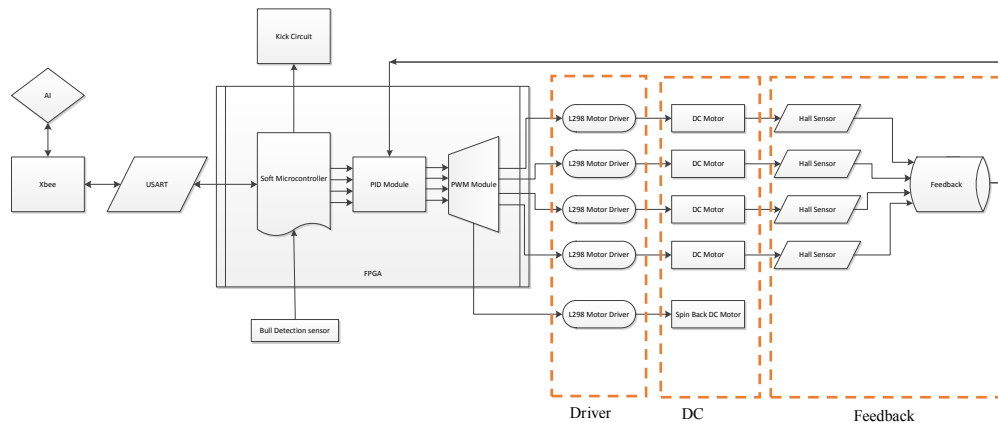 Kick Circuit
AI
Xbee
USART
Soft Microcontroller
PID Module
PWM Module
FPGA
Bull Detection sensor
L298 Motor Driver
DC Motor
Hall Sensor
L298 Motor Driver
DC Motor
Hall Sensor
Feedback
L298 Motor Driver
DC Motor
Hall Sensor
L298 Motor Driver
DC Motor
Hall Sensor
L298 Motor Driver
Spin Back DC Motor
Driver
DC
Feedback